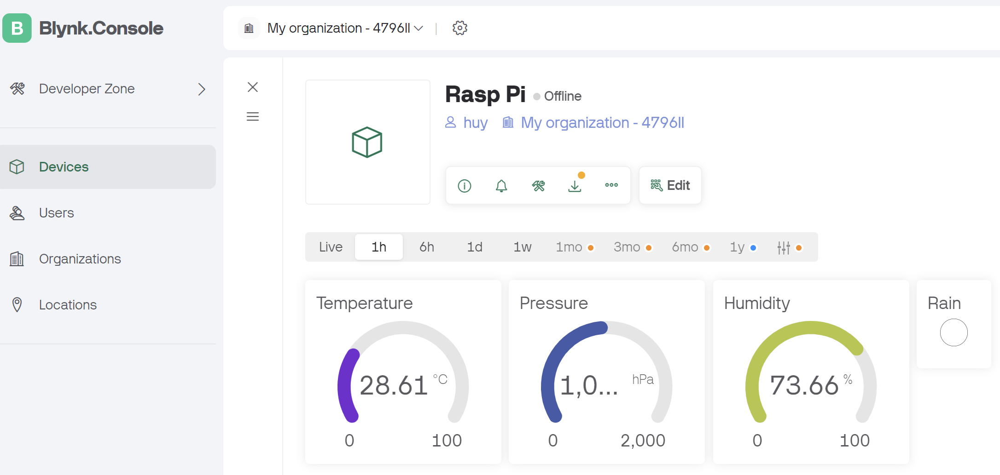 B Blynk.Console
My organization - 4796II
Developer Zone
Devices
Users
Organizations
Locations
Rasp Pi Offline
huy My organization - 4796II
Edit
Live 1h 6h 1d 1w 1mo 3mo 6mo 1y
Temperature
28.61 °C
0 100
Pressure
1,0... hPa
0 2,000
Humidity
73.66 %
0 100
Rain